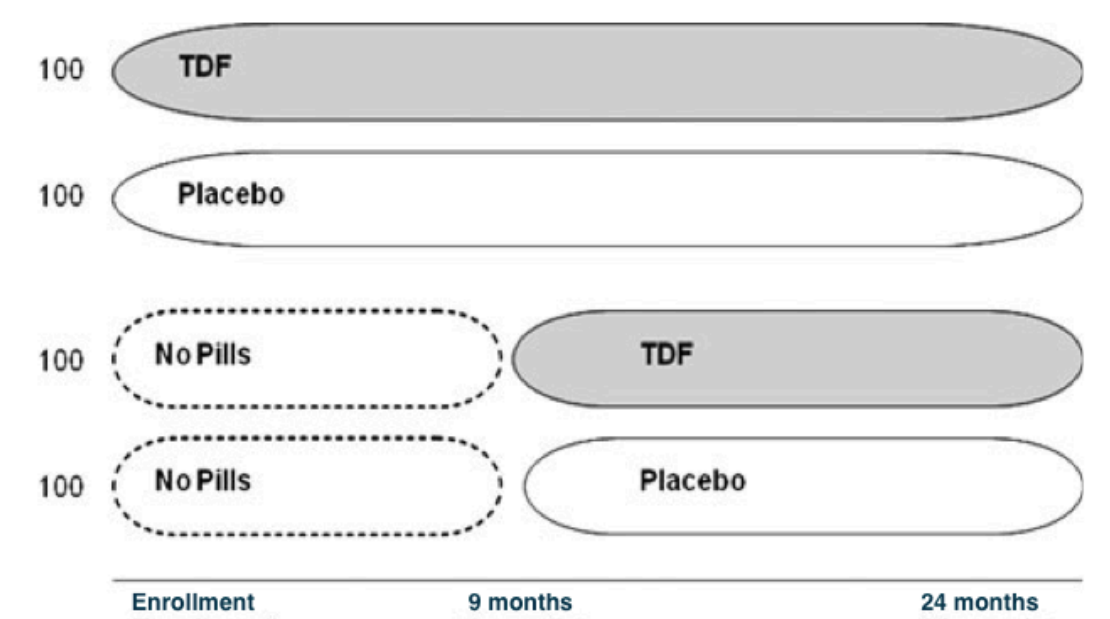 100 TDF
100 Placebo
100 No Pills TDF
100 No Pills Placebo
Enrollment 9 months 24 months